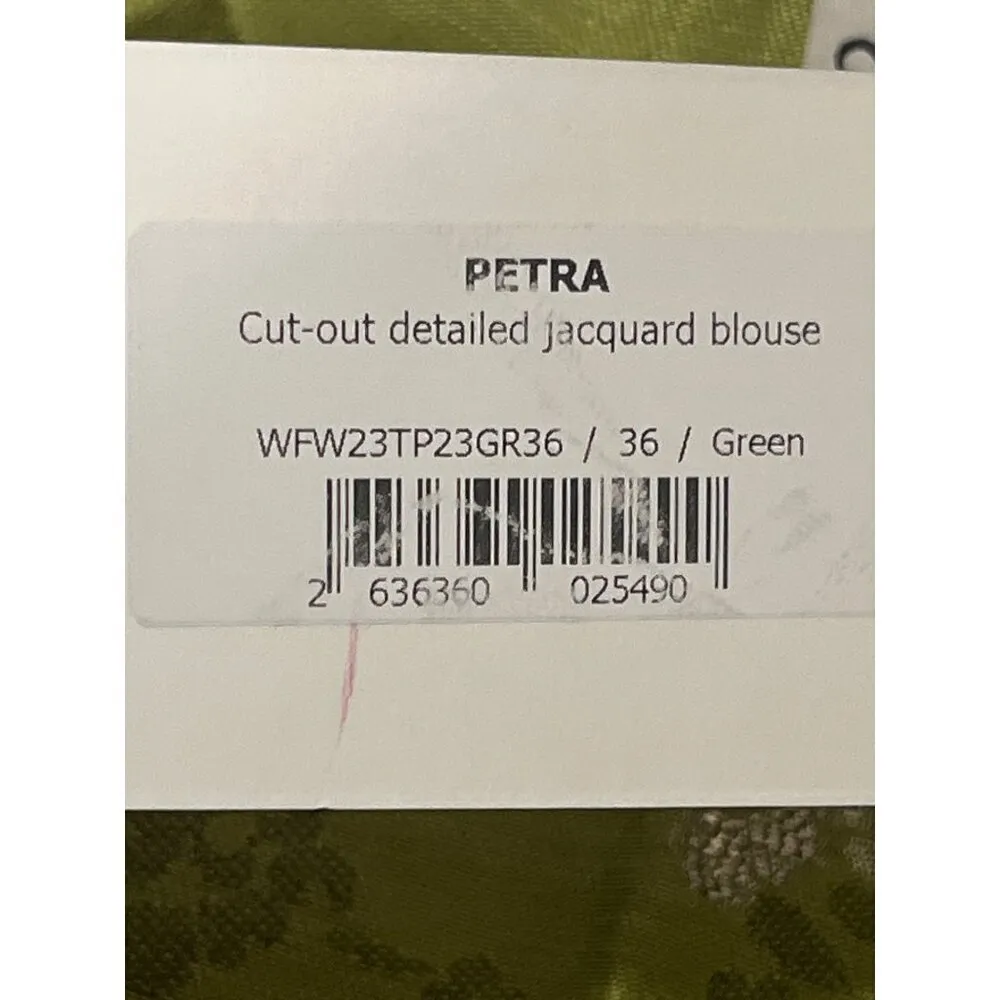 PETRA
Cut-out detailed jacquard blouse
WFW23TP23GR36 / 36 / Green
2 636360 025490